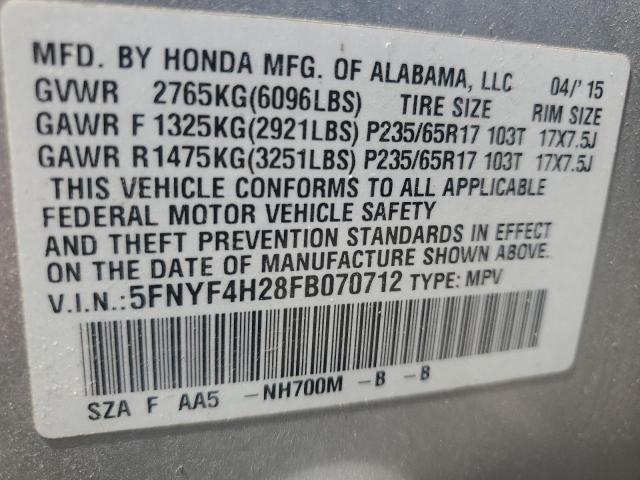 MFD. BY HONDA MFG. OF ALABAMA, LLC 04/'15
GVWR 2765KG(6096LBS) TIRE SIZE RIM SIZE
GAWR F 1325KG(2921LBS) P235/65R17 103T 17X7.5J
GAWR R 1475KG(3251LBS) P235/65R17 103T 17X7.5J
THIS VEHICLE CONFORMS TO ALL APPLICABLE
FEDERAL MOTOR VEHICLE SAFETY
AND THEFT PREVENTION STANDARDS IN EFFECT
ON THE DATE OF MANUFACTURE SHOWN ABOVE.
V.I.N.: 5FNYF4H28FB070712 TYPE: MPV
SZA F AA5 -NH700M -B -B